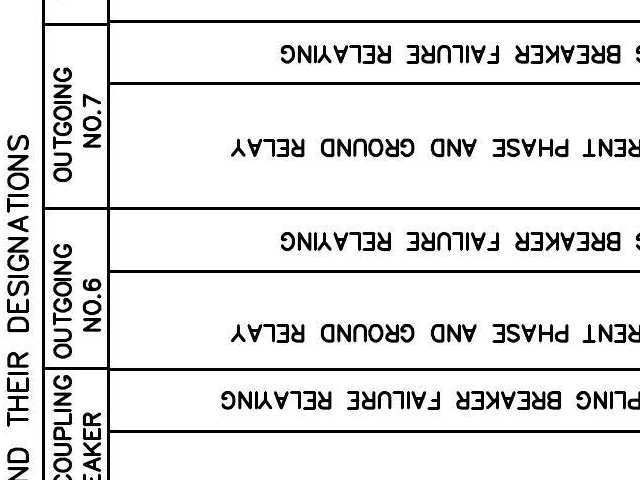 ND THEIR DESIGNATIONS
OUTGOING
NO.7
G BREAKER FAILURE RELAYING
RENT PHASE AND GROUND RELAY
OUTGOING
NO.6
G BREAKER FAILURE RELAYING
RENT PHASE AND GROUND RELAY
COUPLING
EAKER
PLING BREAKER FAILURE RELAYING